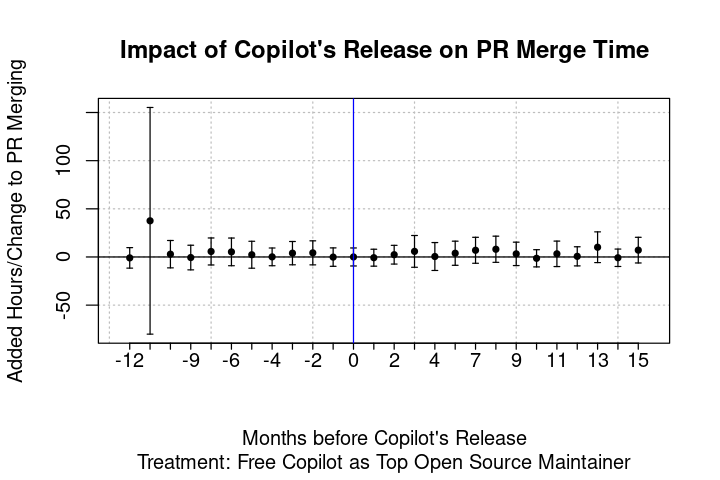 Impact of Copilot's Release on PR Merge Time
Added Hours/Change to PR Merging
100
50
0
-50
-12 -9 -6 -4 -2 0 2 4 7 9 11 13 15
Months before Copilot's Release
Treatment: Free Copilot as Top Open Source Maintainer